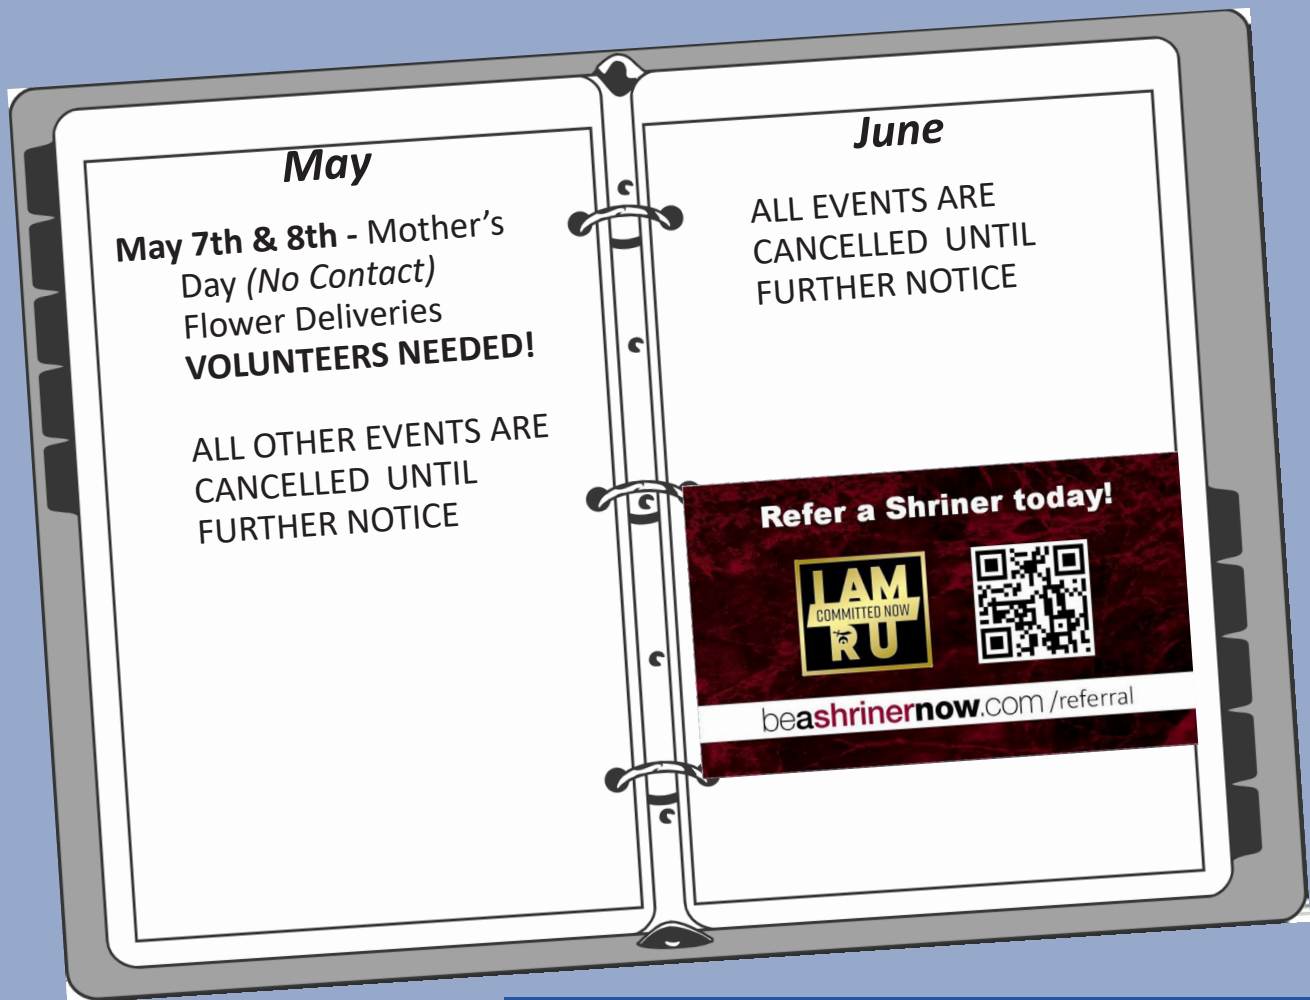 May
May 7th & 8th - Mother’s
Day (No Contact)
Flower Deliveries
VOLUNTEERS NEEDED!
ALL OTHER EVENTS ARE
CANCELLED UNTIL
FURTHER NOTICE
June
ALL EVENTS ARE
CANCELLED UNTIL
FURTHER NOTICE
Refer a Shriner today!
I AM
COMMITTED NOW
R U
beashrinernow.com /referral